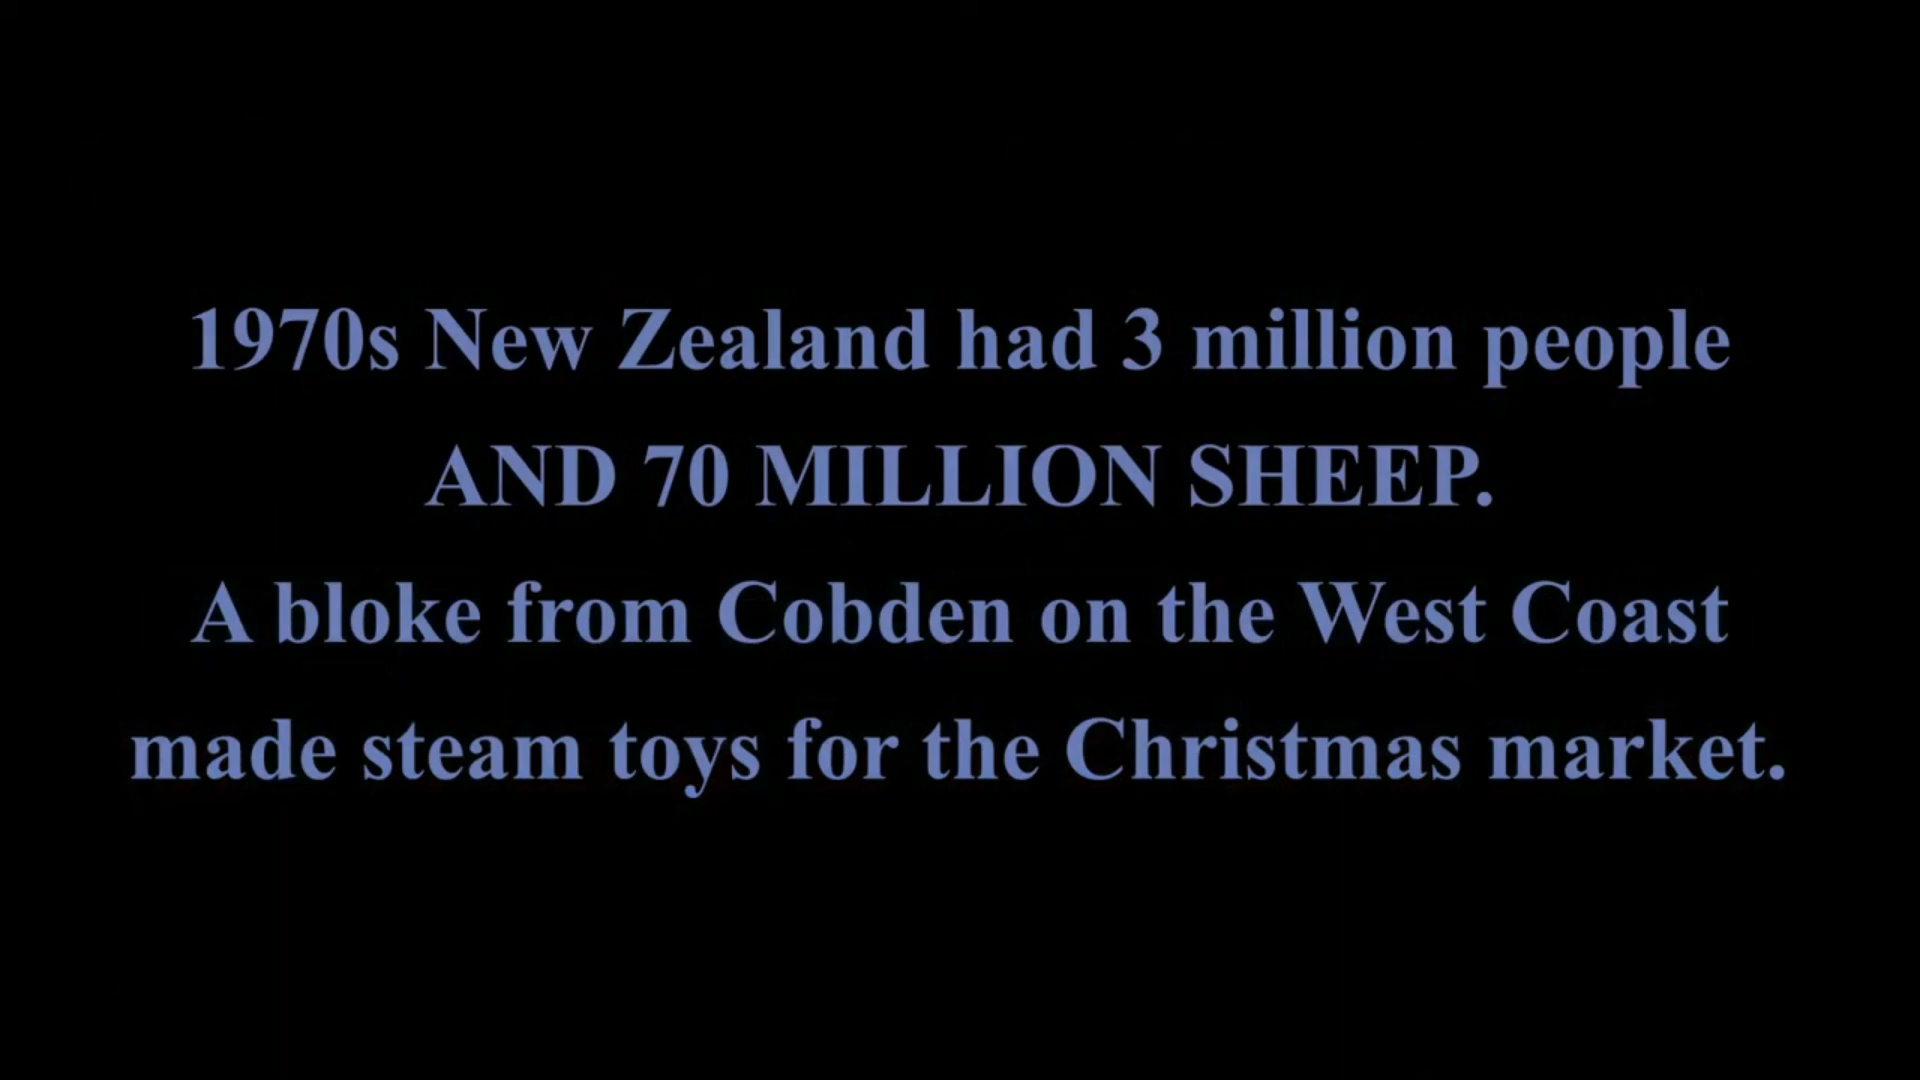 1970s New Zealand had 3 million people
AND 70 MILLION SHEEP.
A bloke from Cobden on the West Coast
made steam toys for the Christmas market.